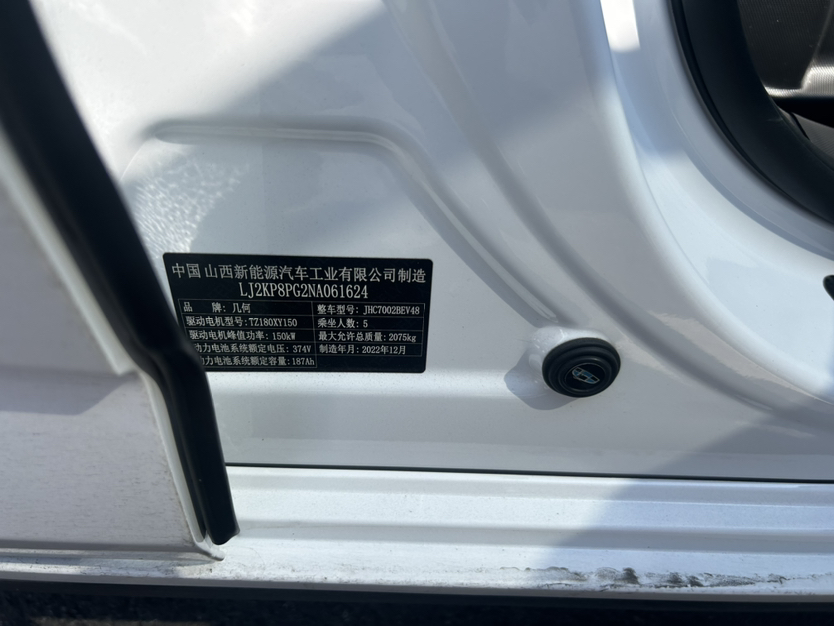 中国 山西新能源汽车工业有限公司制造
LJ2KP8PG2NA061624
品 牌: 几何 整车型号: JHC7002BEV48
驱动电机型号: TZ180XY150 乘坐人数: 5
驱动电机峰值功率: 150kW 最大允许总质量: 2075kg
力电池系统额定电压: 374V 制造年月: 2022年12月
力电池系统额定容量: 187Ah